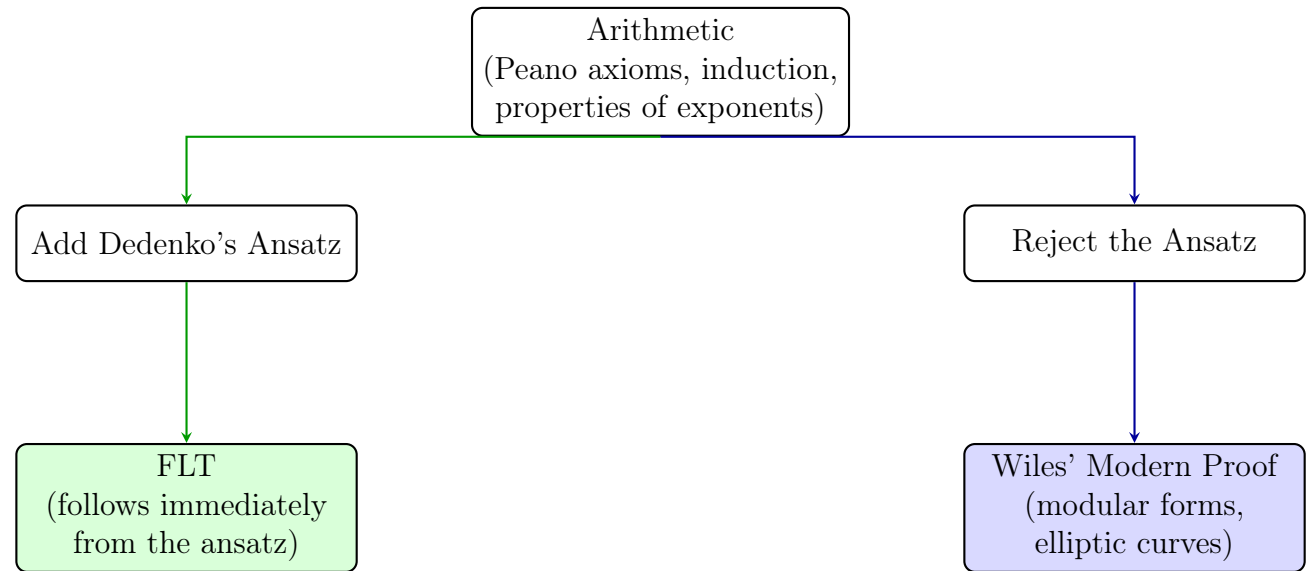 Arithmetic
(Peano axioms, induction,
properties of exponents)
Add Dedenko's Ansatz
Reject the Ansatz
FLT
(follows immediately
from the ansatz)
Wiles' Modern Proof
(modular forms,
elliptic curves)